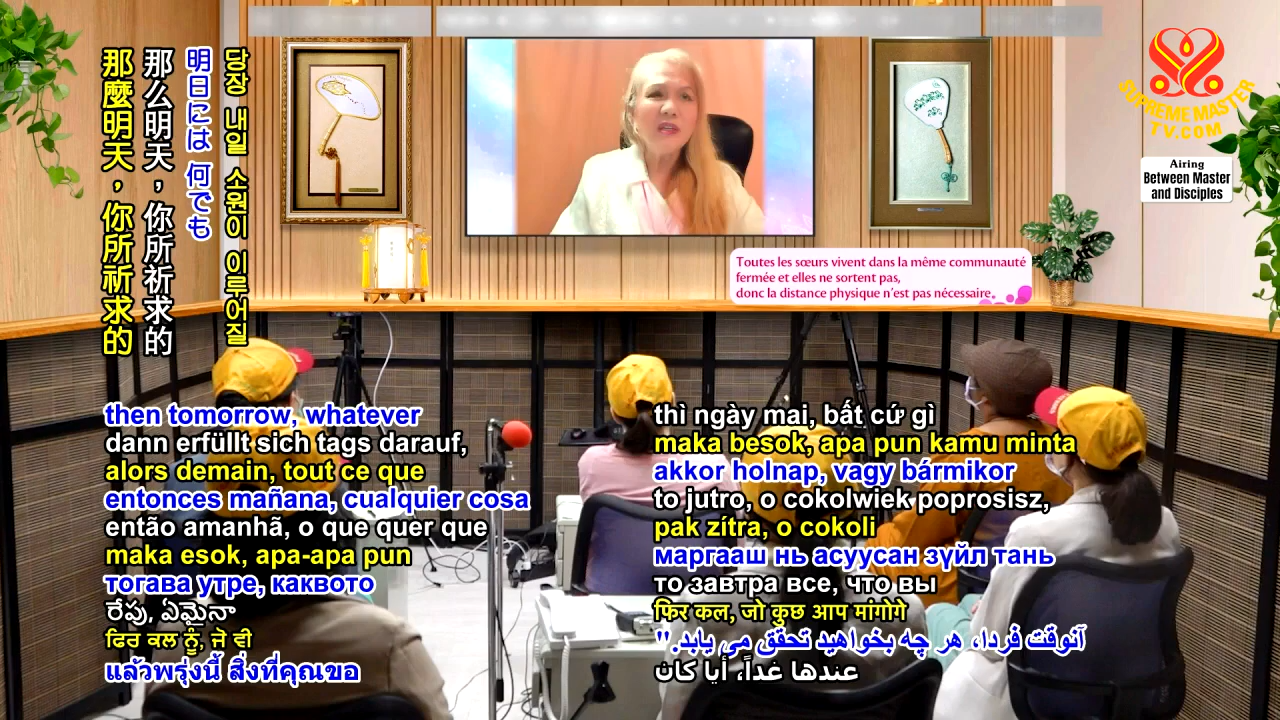 那麼明天，你所祈求的
那么明天，你所祈求的
明日には 何でも
당장 내일 소원이 이루어질
SUPREME MASTER
TV.COM
Airing
Between Master
and Disciples
Toutes les sœurs vivent dans la même communauté
fermée et elles ne sortent pas,
donc la distance physique n'est pas nécessaire.
then tomorrow, whatever
dann erfüllt sich tags darauf,
alors demain, tout ce que
entonces mañana, cualquier cosa
então amanhã, o que quer que
maka esok, apa-apa pun
тогава утре, каквото
రేపు, ఏమైనా
ਫਿਰ ਕਲ ਨੂੰ, ਜੋ ਵੀ
แล้วพรุ่งนี้ สิ่งที่คุณขอ
thì ngày mai, bất cứ gì
maka besok, apa pun kamu minta
akkor holnap, vagy bármikor
to jutro, o cokolwiek poprosisz,
pak zítra, o cokoli
маргааш нь асуусан зүйл тань
то завтра все, что вы
फिर कल, जो कुछ आप मांगोगे
آنوقت فردا، هر چه بخواهید تحقق می یابد."
عندها غداً، أيا كان